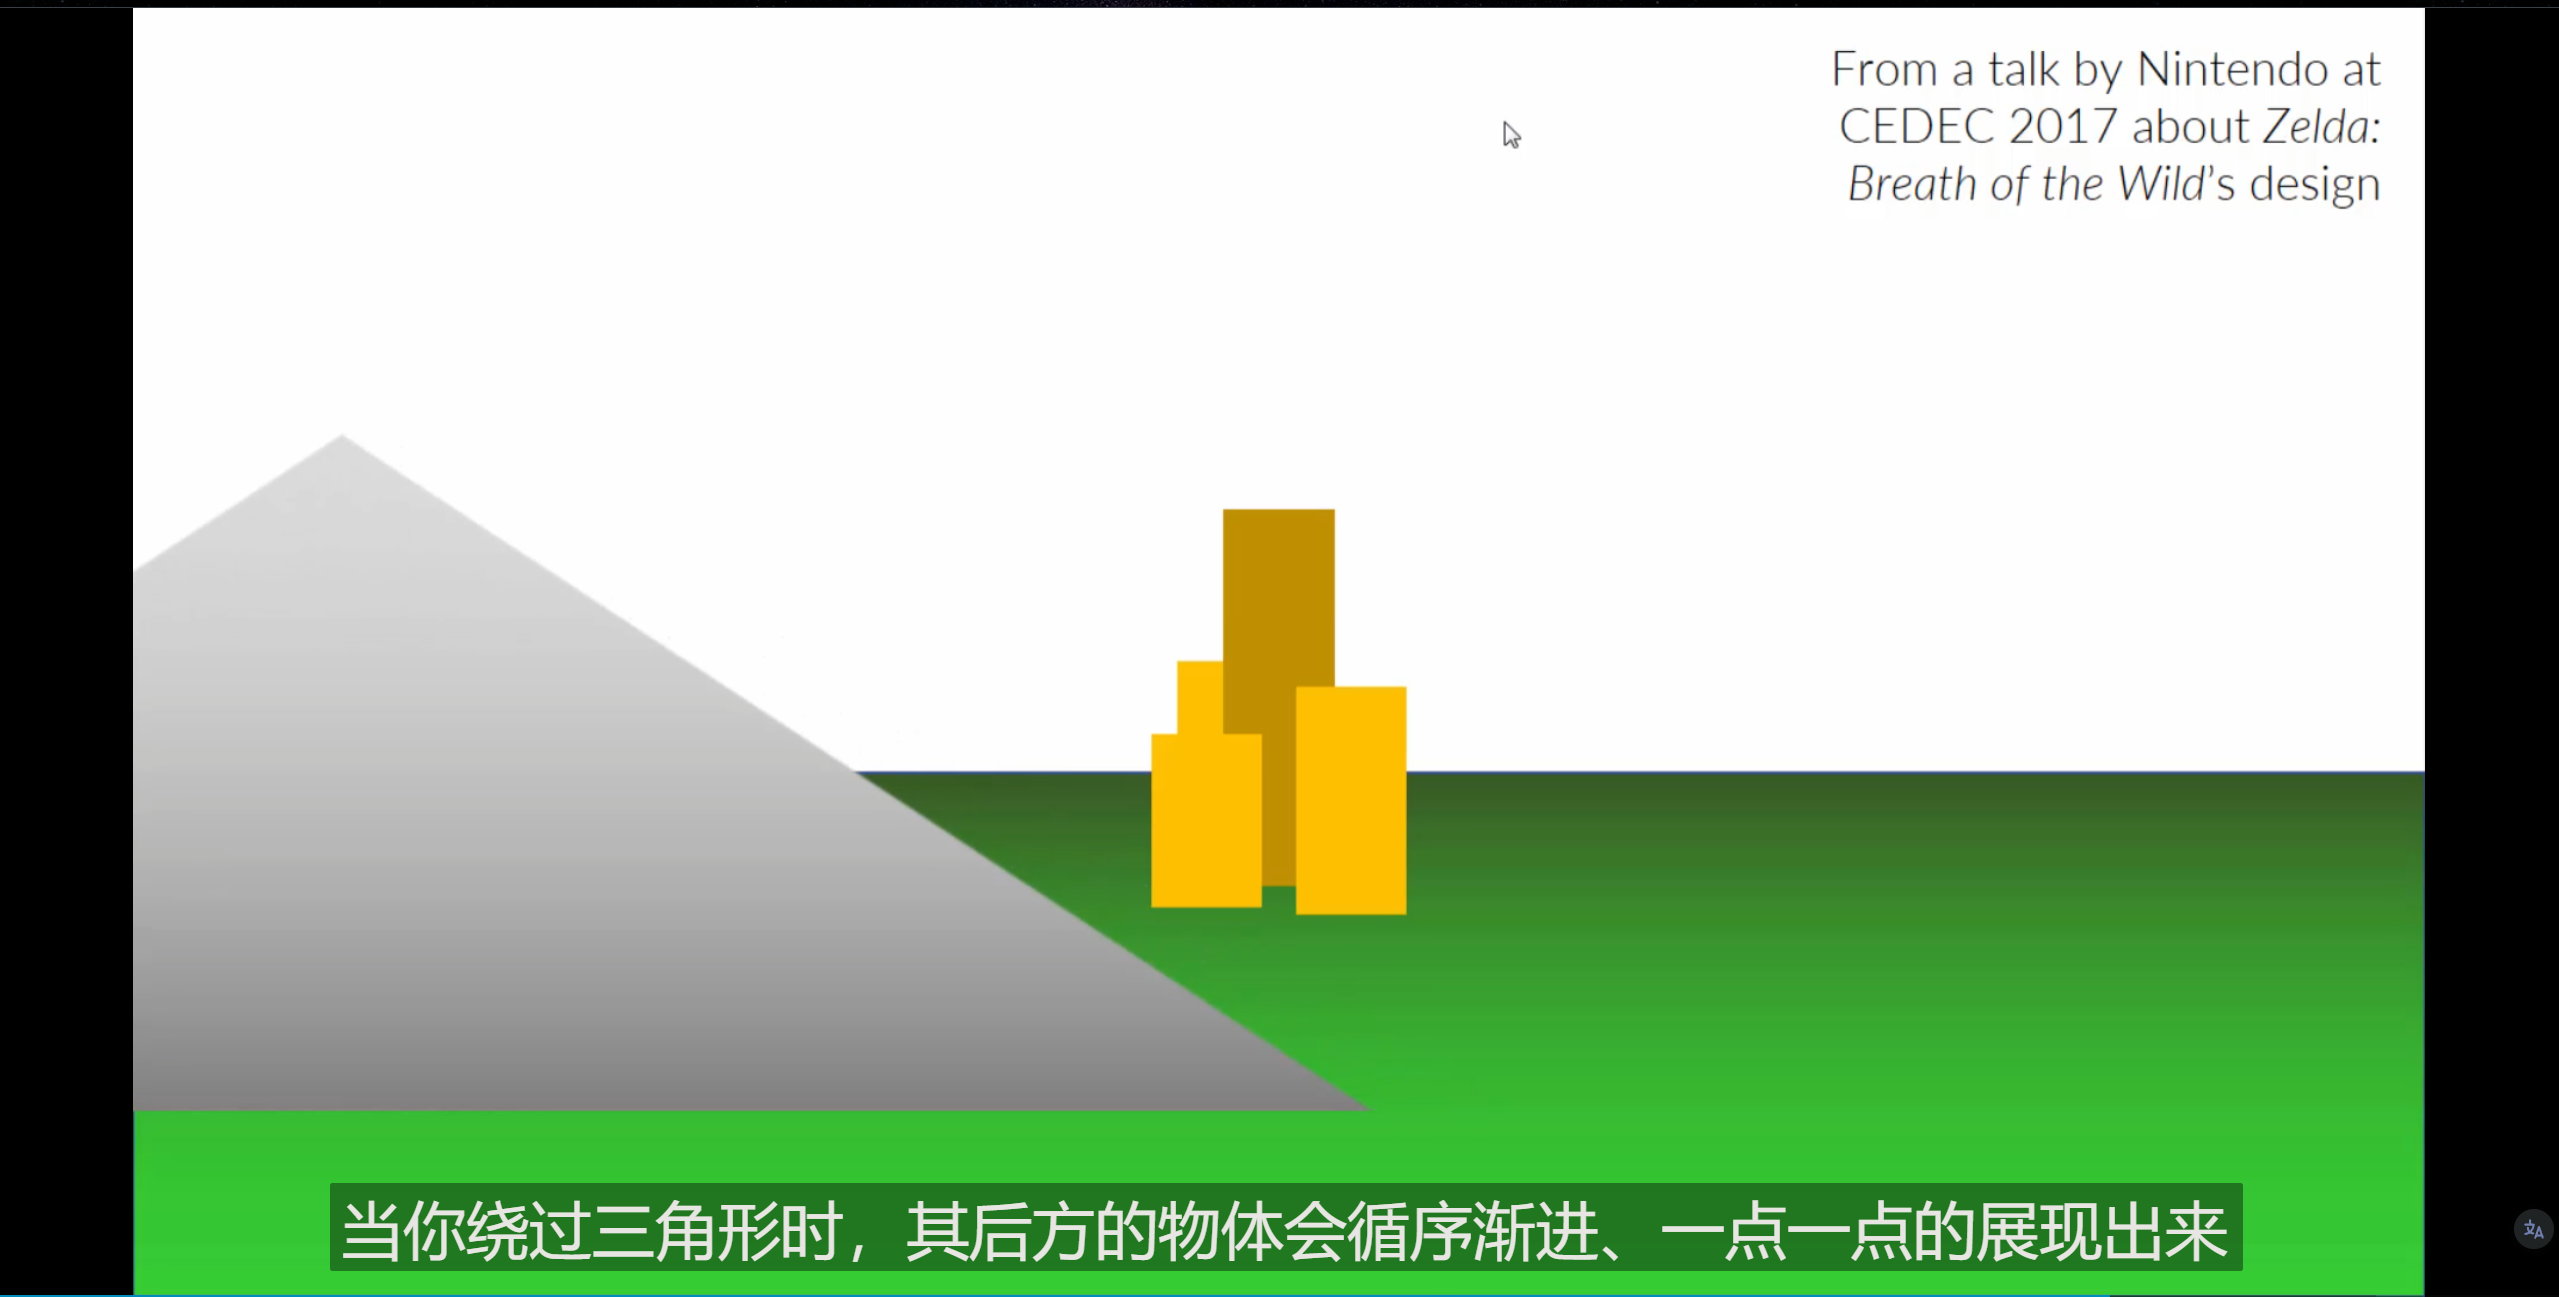 From a talk by Nintendo at
CEDEC 2017 about Zelda:
Breath of the Wild's design
当你绕过三角形时，其后方的物体会循序渐进、一点一点的展现出来
文A